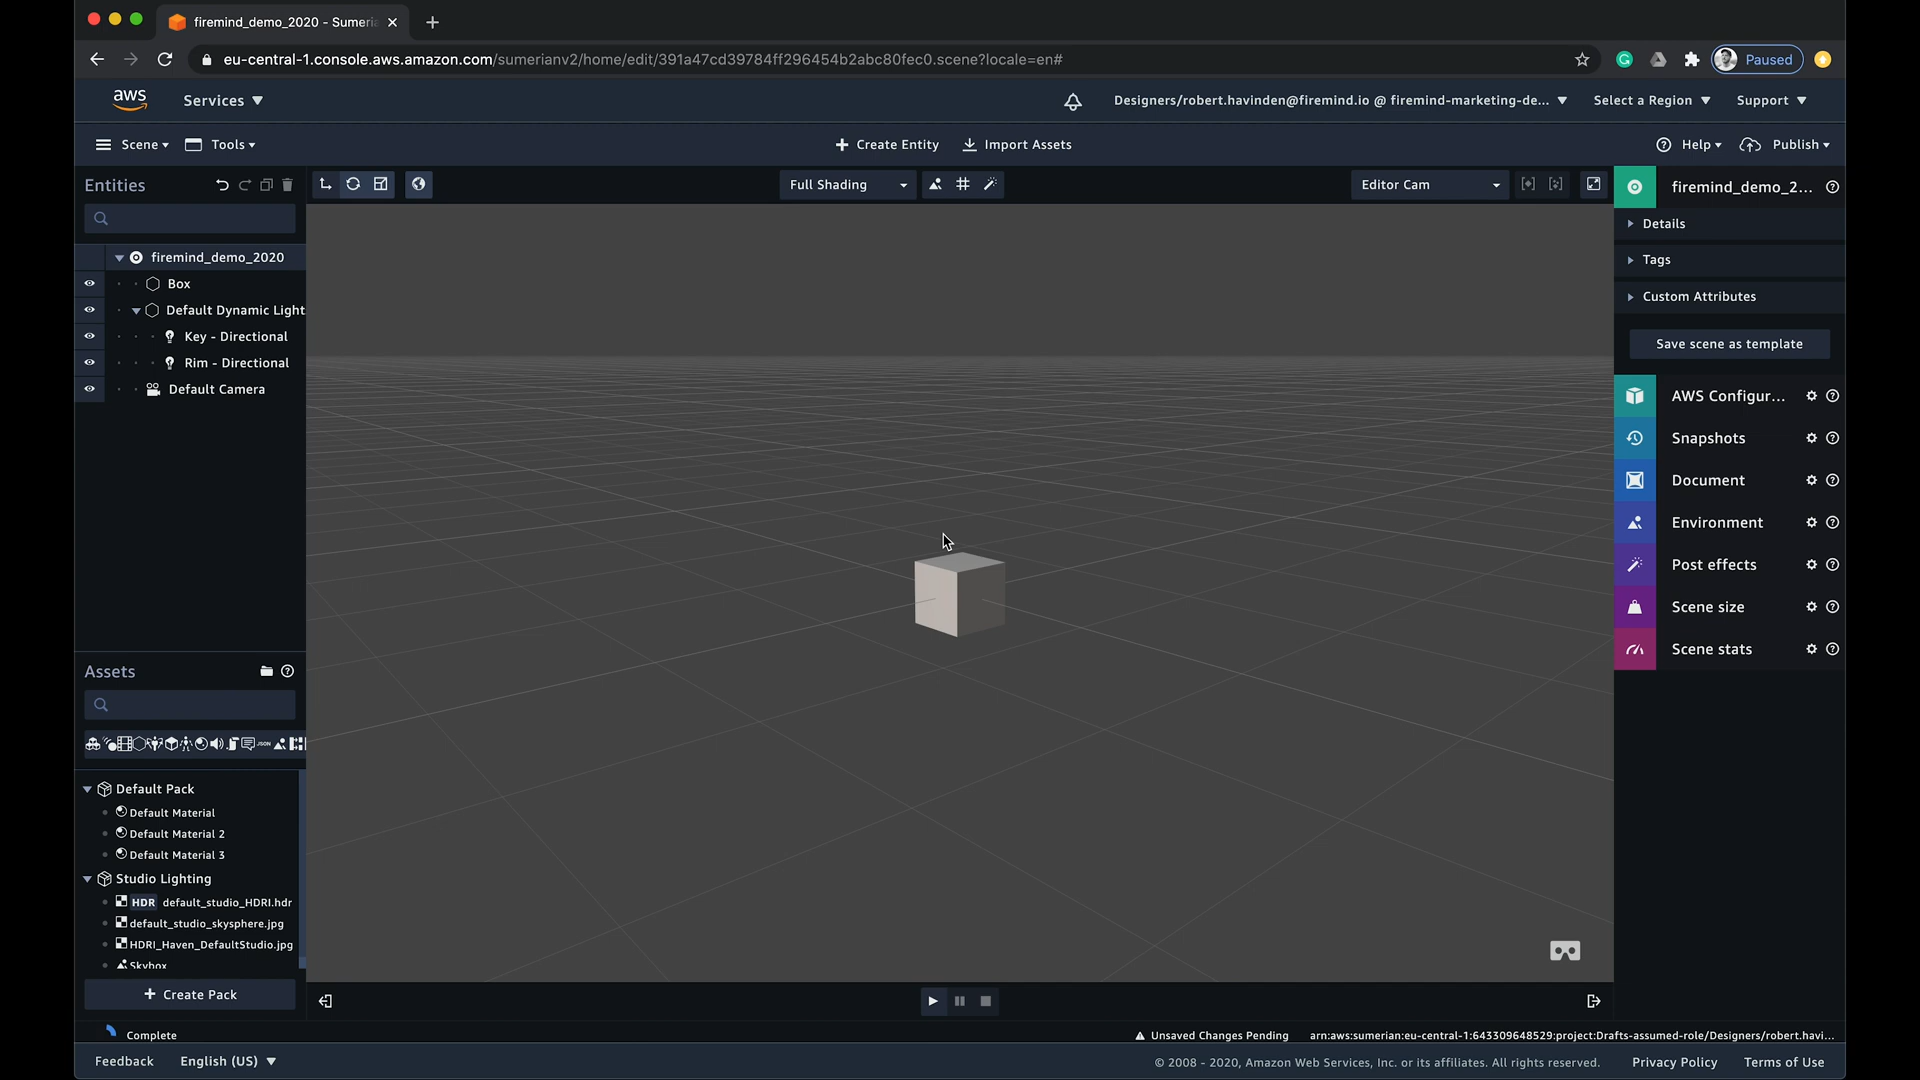 firemind_demo_2020 - Sumeria
eu-central-1.console.aws.amazon.com/sumerianv2/home/edit/391a47cd39784ff296454b2abc80fec0.scene?locale=en#
Paused
aws
Services
Designers/robert.havinden@firemind.io @ firemind-marketing-de...
Select a Region
Support
Scene
Tools
Create Entity
Import Assets
Help
Publish
Entities
Full Shading
Editor Cam
firemind_demo_2...
Details
Tags
Custom Attributes
Save scene as template
AWS Configur...
Snapshots
Document
Environment
Post effects
Scene size
Scene stats
firemind_demo_2020
Box
Default Dynamic Light
Key - Directional
Rim - Directional
Default Camera
Assets
JSON
Default Pack
Default Material
Default Material 2
Default Material 3
Studio Lighting
HDR default_studio_HDRI.hdr
default_studio_skysphere.jpg
HDRI_Haven_DefaultStudio.jpg
Skybox
Create Pack
Complete
Unsaved Changes Pending
arn:aws:sumerian:eu-central-1:643309648529:project:Drafts-assumed-role/Designers/robert.havi...
Feedback
English (US)
© 2008 - 2020, Amazon Web Services, Inc. or its affiliates. All rights reserved.
Privacy Policy
Terms of Use